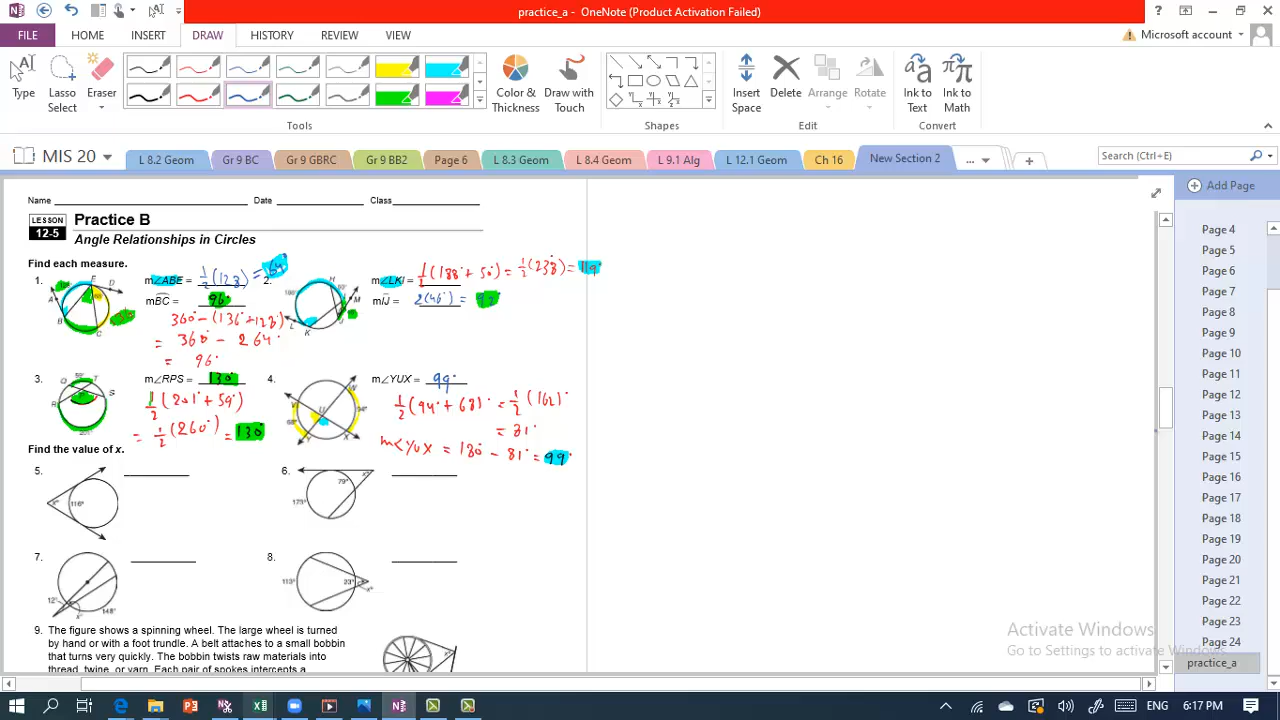 practice_a - OneNote (Product Activation Failed)
FILE HOME INSERT DRAW HISTORY REVIEW VIEW
Microsoft account
Type Lasso Select Eraser Color & Thickness Draw with Touch Insert Space Delete Arrange Rotate Ink to Text Ink to Math
Tools Shapes Edit Convert
MIS 20 L 8.2 Geom Gr 9 BC Gr 9 GBRC Gr 9 BB2 Page 6 L 8.3 Geom L 8.4 Geom L 9.1 Alg L 12.1 Geom Ch 16 New Section 2 ... Search (Ctrl+E)
Add Page
Page 4
Page 5
Page 6
Page 7
Page 8
Page 9
Page 10
Page 11
Page 12
Page 13
Page 14
Page 15
Page 16
Page 17
Page 18
Page 19
Page 20
Page 21
Page 22
Page 23
Page 24
practice_a
Name Date Class
LESSON 12-5 Practice B
Angle Relationships in Circles
Find each measure.
1. m∠ABE = 1/2(128) = 64°
mBC = 96°
360 - (136 + 128)
= 360 - 264
= 96°
2. m∠LKI = 1/2(188 + 50) = 1/2(238) = 119°
mIJ = 2(46°) = 92°
3. m∠RPS = 130°
1/2(201 + 59)
= 1/2(260°) = 130°
4. m∠YUX = 99°
1/2(94° + 68)° = 1/2(162)°
= 81°
m<YUX = 180° - 81° = 99°
Find the value of x.
5. x° 116°
6. 79° x° 173°
7. 12° x° 148°
8. 113° 23° x°
9. The figure shows a spinning wheel. The large wheel is turned
by hand or with a foot trundle. A belt attaches to a small bobbin
that turns very quickly. The bobbin twists raw materials into
thread, twine, or yarn. Each pair of spokes intercepts a
Activate Windows
Go to Settings to activate Windows
ENG 6:17 PM